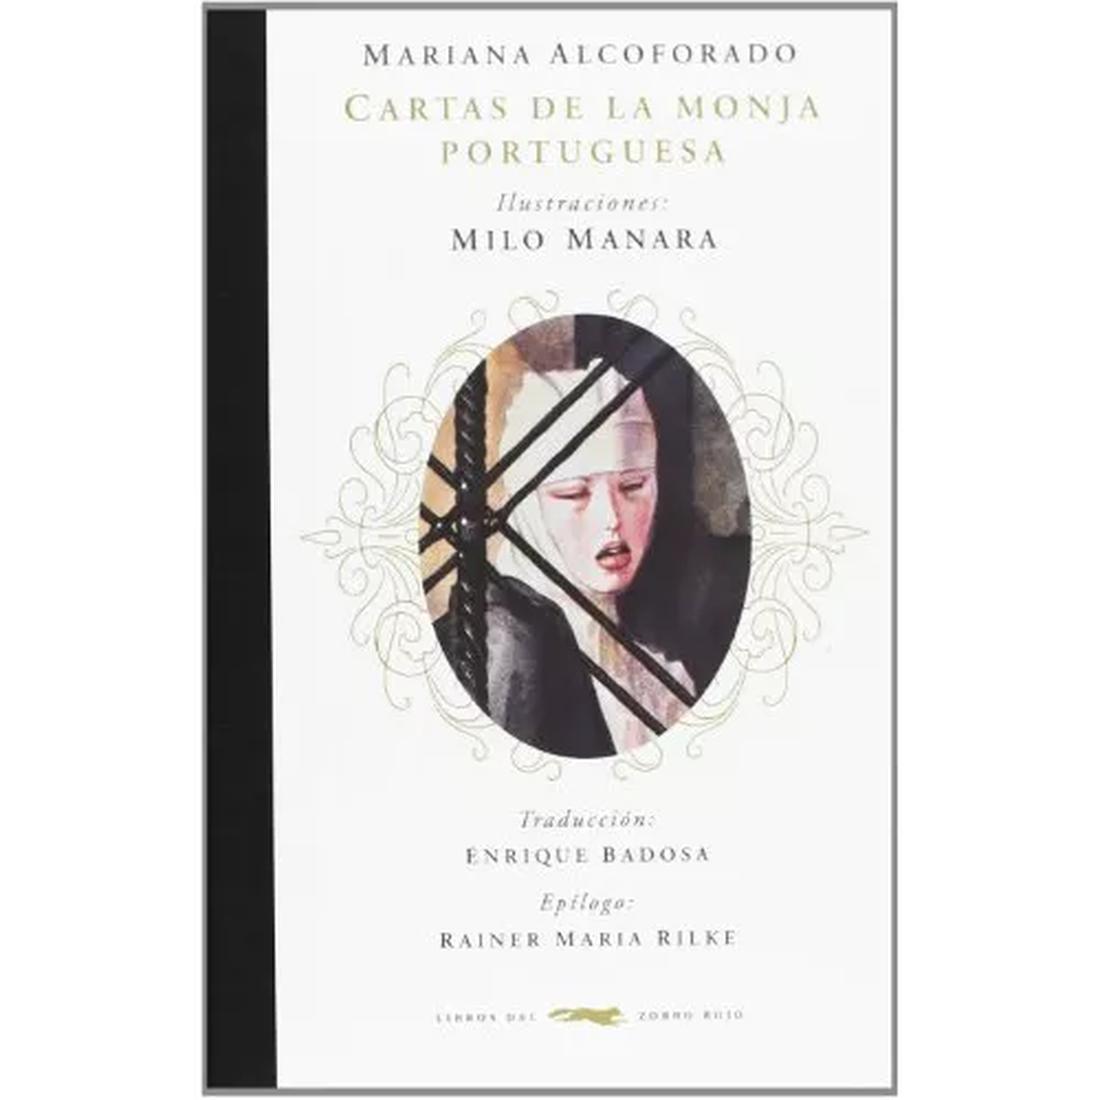 MARIANA ALCOFORADO
CARTAS DE LA MONJA
PORTUGUESA
Ilustraciones:
MILO MANARA
Traducción:
ENRIQUE BADOSA
Epílogo:
RAINER MARIA RILKE
LIBROS DEL ZORRO ROJO